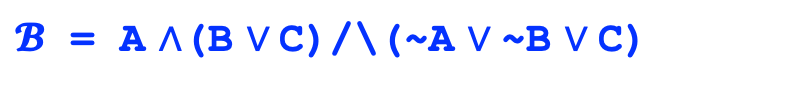 ℬ = A ∧ (B ∨ C) /\ (~A ∨ ~B ∨ C)